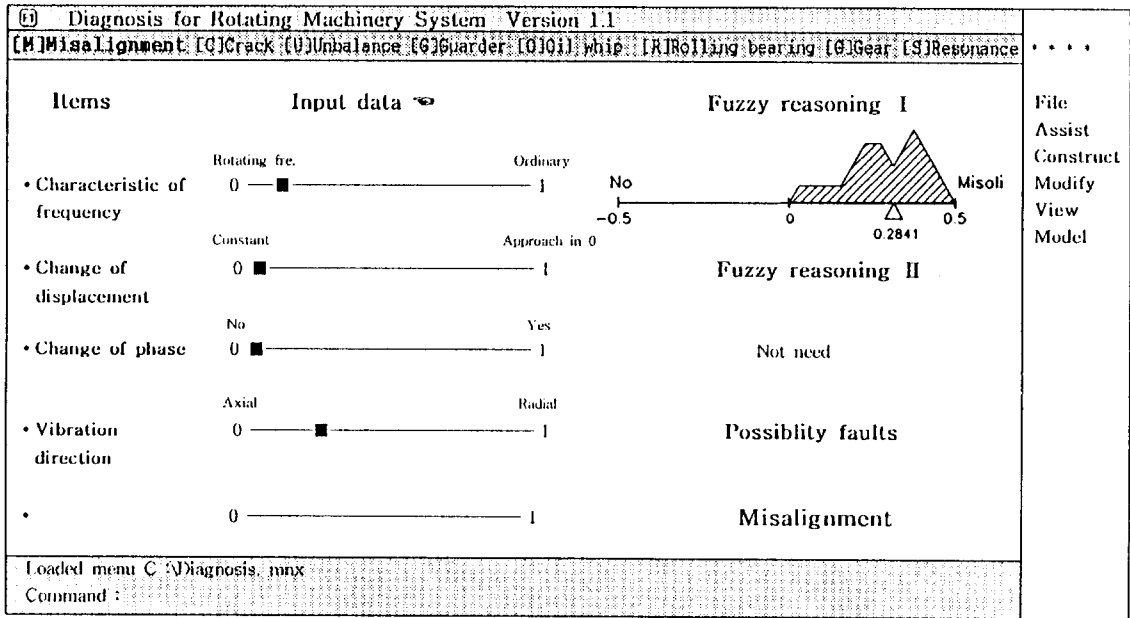 F1 Diagnosis for Rotating Machinery System Version 1.1
[M]Misalignment [C]Crack [U]Unbalance [G]Guarder [O]Oil whip [R]Rolling bearing [G]Gear [S]Resonance
* * * *
Items Input data Fuzzy reasoning I
File
Assist
Construct
Modify
View
Model
Rotating fre. Ordinary
• Characteristic of frequency 0 1
No Misoli
-0.5 0 0.5
0.2841
Constant Approach in 0
• Change of displacement 0 1
Fuzzy reasoning II
No Yes
• Change of phase 0 1
Not need
Axial Radial
• Vibration direction 0 1
Possiblity faults
• 0 1
Misalignment
Loaded menu C :\Diagnosis. mnx
Command :